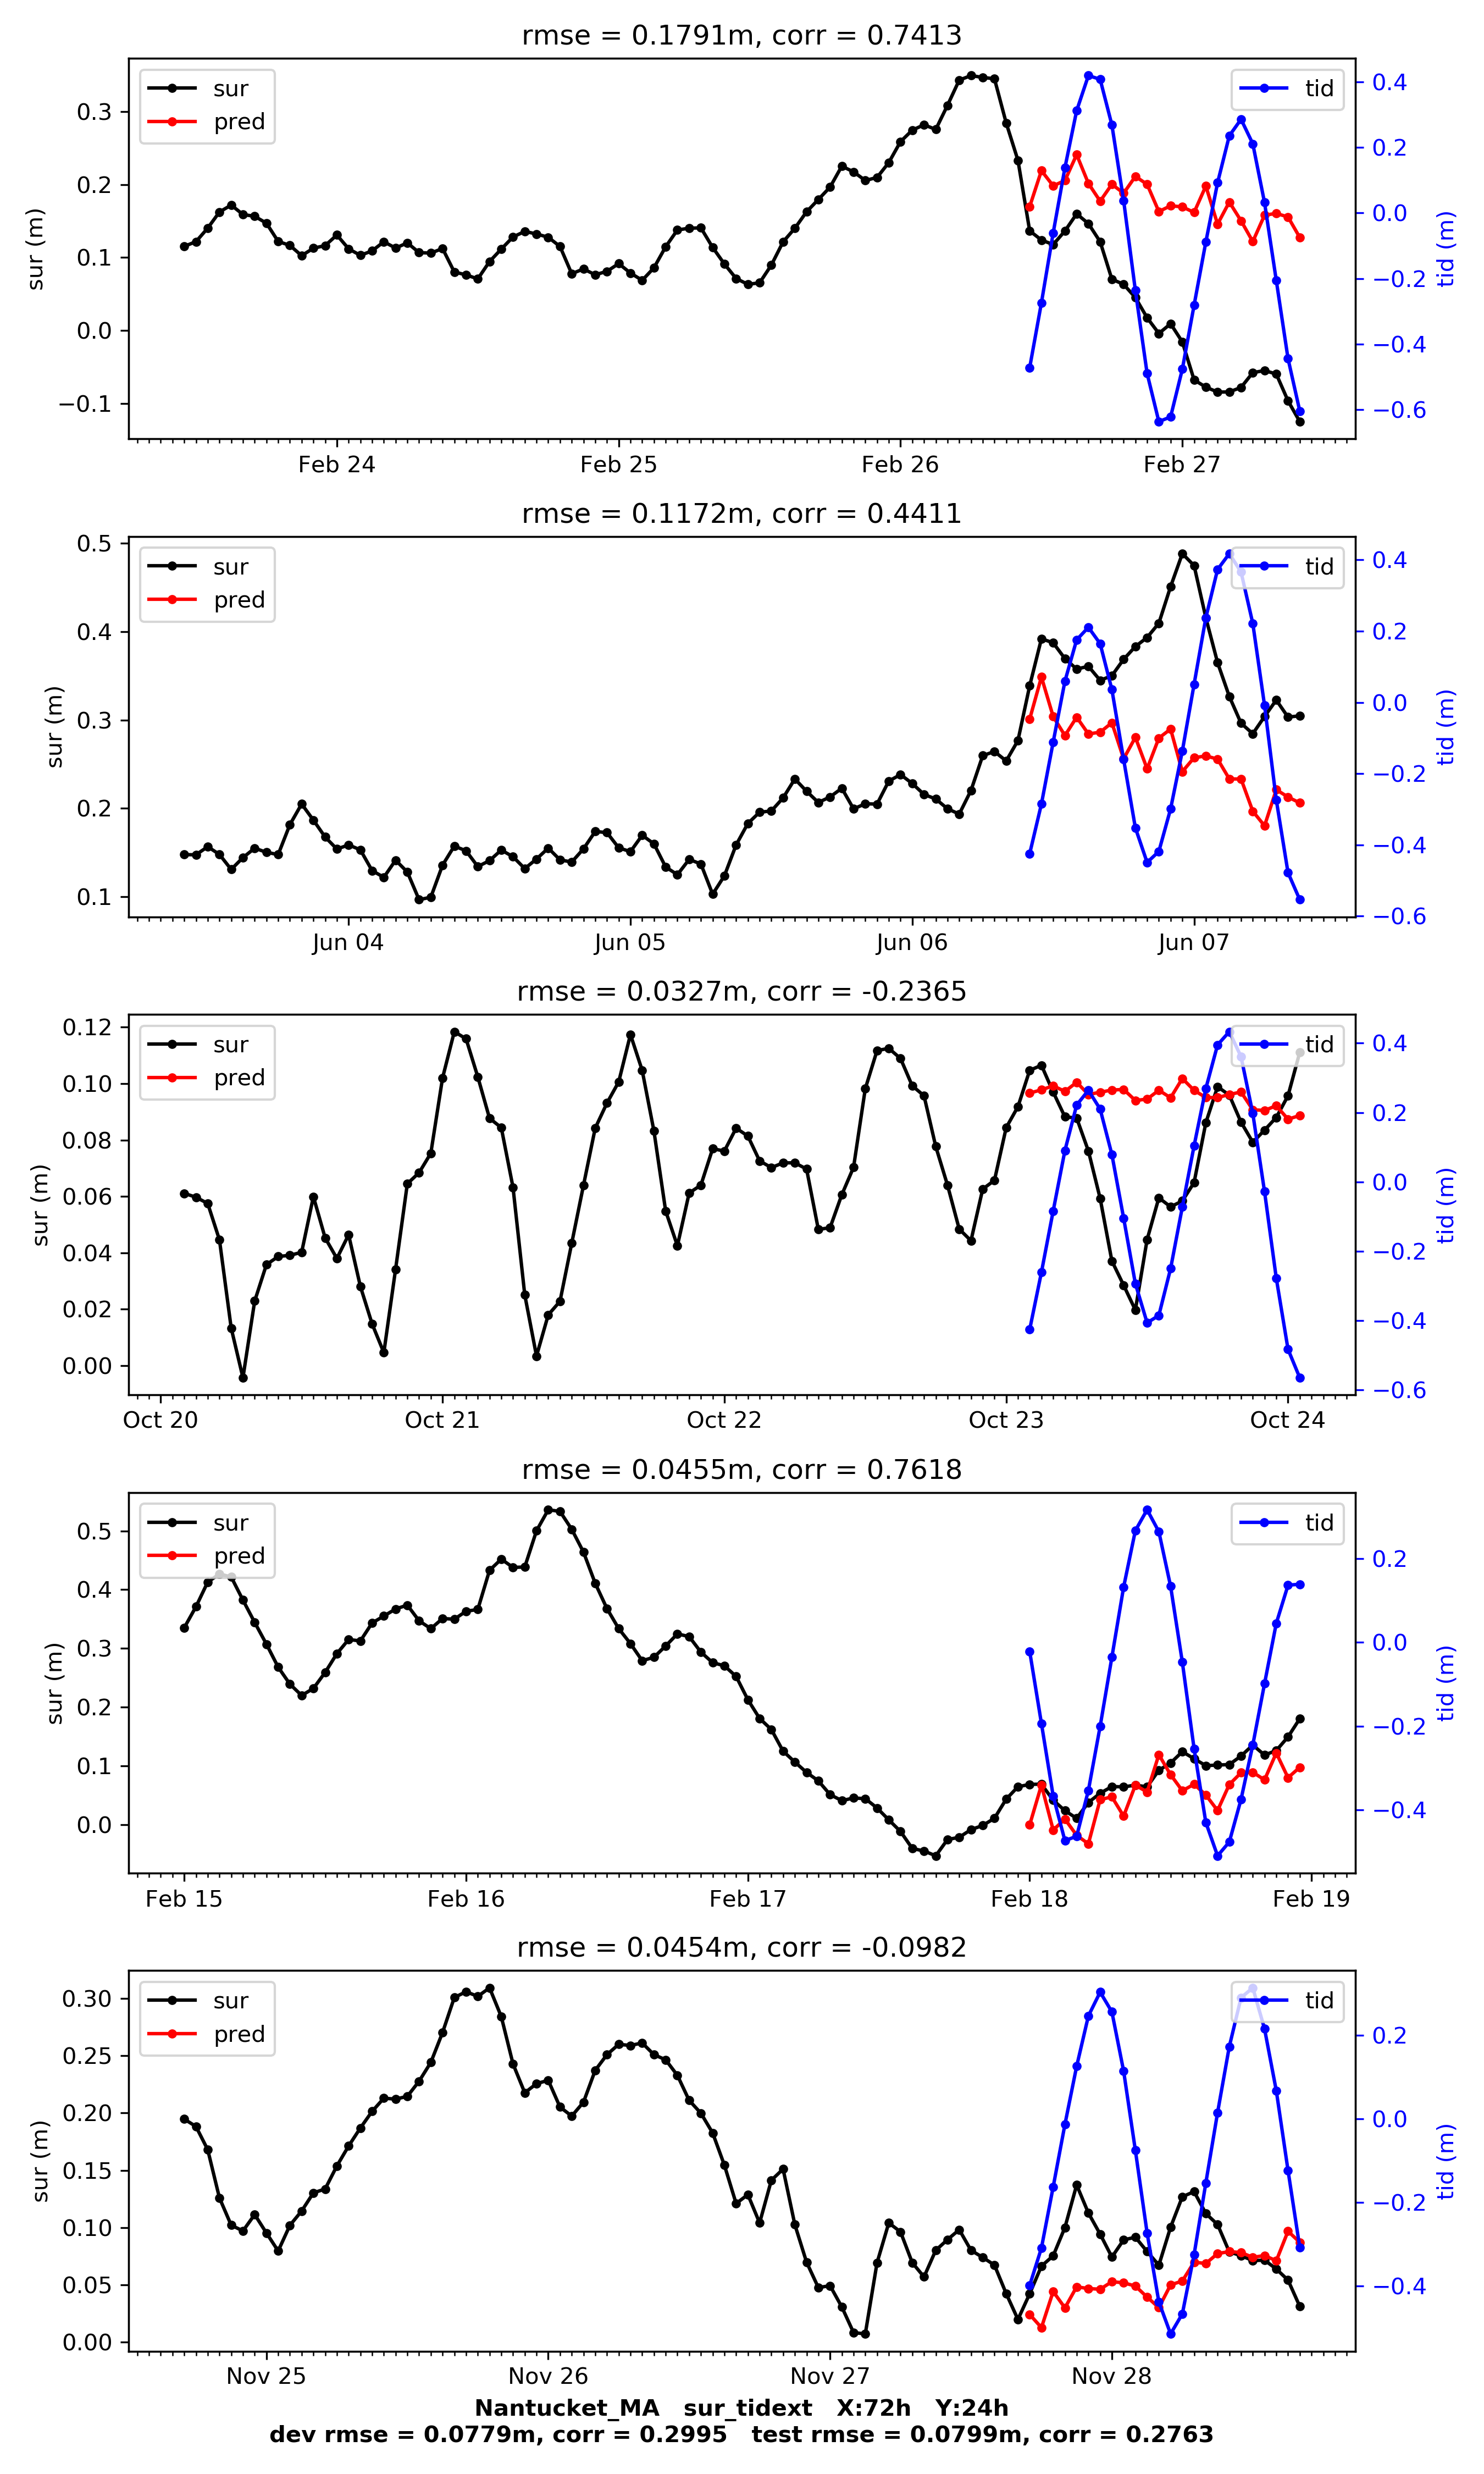 rmse = 0.1791m, corr = 0.7413
sur
pred
tid
0.3
0.2
0.1
0.0
−0.1
sur (m)
0.4
0.2
0.0
−0.2
−0.4
−0.6
tid (m)
Feb 24 Feb 25 Feb 26 Feb 27
rmse = 0.1172m, corr = 0.4411
sur
pred
tid
0.5
0.4
0.3
0.2
0.1
sur (m)
0.4
0.2
0.0
−0.2
−0.4
−0.6
tid (m)
Jun 04 Jun 05 Jun 06 Jun 07
rmse = 0.0327m, corr = -0.2365
sur
pred
tid
0.12
0.10
0.08
0.06
0.04
0.02
0.00
sur (m)
0.4
0.2
0.0
−0.2
−0.4
−0.6
tid (m)
Oct 20 Oct 21 Oct 22 Oct 23 Oct 24
rmse = 0.0455m, corr = 0.7618
sur
pred
tid
0.5
0.4
0.3
0.2
0.1
0.0
sur (m)
0.2
0.0
−0.2
−0.4
tid (m)
Feb 15 Feb 16 Feb 17 Feb 18 Feb 19
rmse = 0.0454m, corr = -0.0982
sur
pred
tid
0.30
0.25
0.20
0.15
0.10
0.05
0.00
sur (m)
0.2
0.0
−0.2
−0.4
tid (m)
Nov 25 Nov 26 Nov 27 Nov 28
Nantucket_MA sur_tidext X:72h Y:24h
dev rmse = 0.0779m, corr = 0.2995 test rmse = 0.0799m, corr = 0.2763